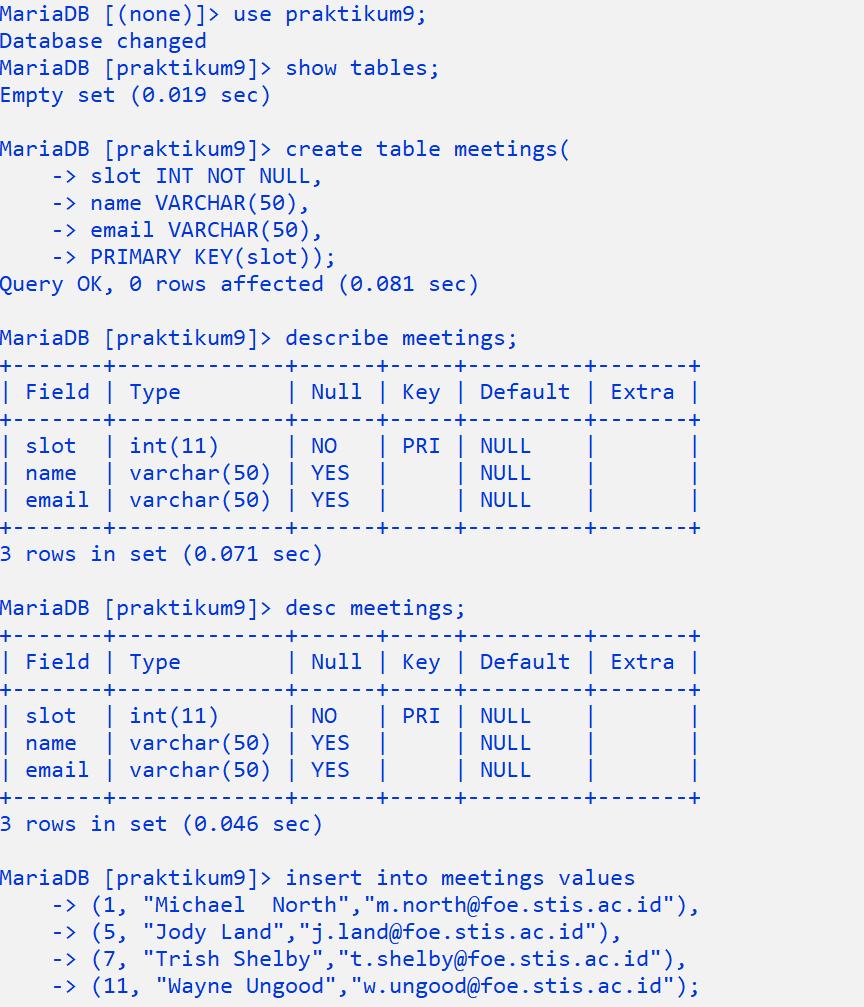 MariaDB [(none)]> use praktikum9;
Database changed
MariaDB [praktikum9]> show tables;
Empty set (0.019 sec)

MariaDB [praktikum9]> create table meetings(
    -> slot INT NOT NULL,
    -> name VARCHAR(50),
    -> email VARCHAR(50),
    -> PRIMARY KEY(slot));
Query OK, 0 rows affected (0.081 sec)

MariaDB [praktikum9]> describe meetings;
+-------+-------------+------+-----+---------+-------+
| Field | Type        | Null | Key | Default | Extra |
+-------+-------------+------+-----+---------+-------+
| slot  | int(11)     | NO   | PRI | NULL    |       |
| name  | varchar(50) | YES  |     | NULL    |       |
| email | varchar(50) | YES  |     | NULL    |       |
+-------+-------------+------+-----+---------+-------+
3 rows in set (0.071 sec)

MariaDB [praktikum9]> desc meetings;
+-------+-------------+------+-----+---------+-------+
| Field | Type        | Null | Key | Default | Extra |
+-------+-------------+------+-----+---------+-------+
| slot  | int(11)     | NO   | PRI | NULL    |       |
| name  | varchar(50) | YES  |     | NULL    |       |
| email | varchar(50) | YES  |     | NULL    |       |
+-------+-------------+------+-----+---------+-------+
3 rows in set (0.046 sec)

MariaDB [praktikum9]> insert into meetings values
    -> (1, "Michael  North","m.north@foe.stis.ac.id"),
    -> (5, "Jody Land","j.land@foe.stis.ac.id"),
    -> (7, "Trish Shelby","t.shelby@foe.stis.ac.id"),
    -> (11, "Wayne Ungood","w.ungood@foe.stis.ac.id");